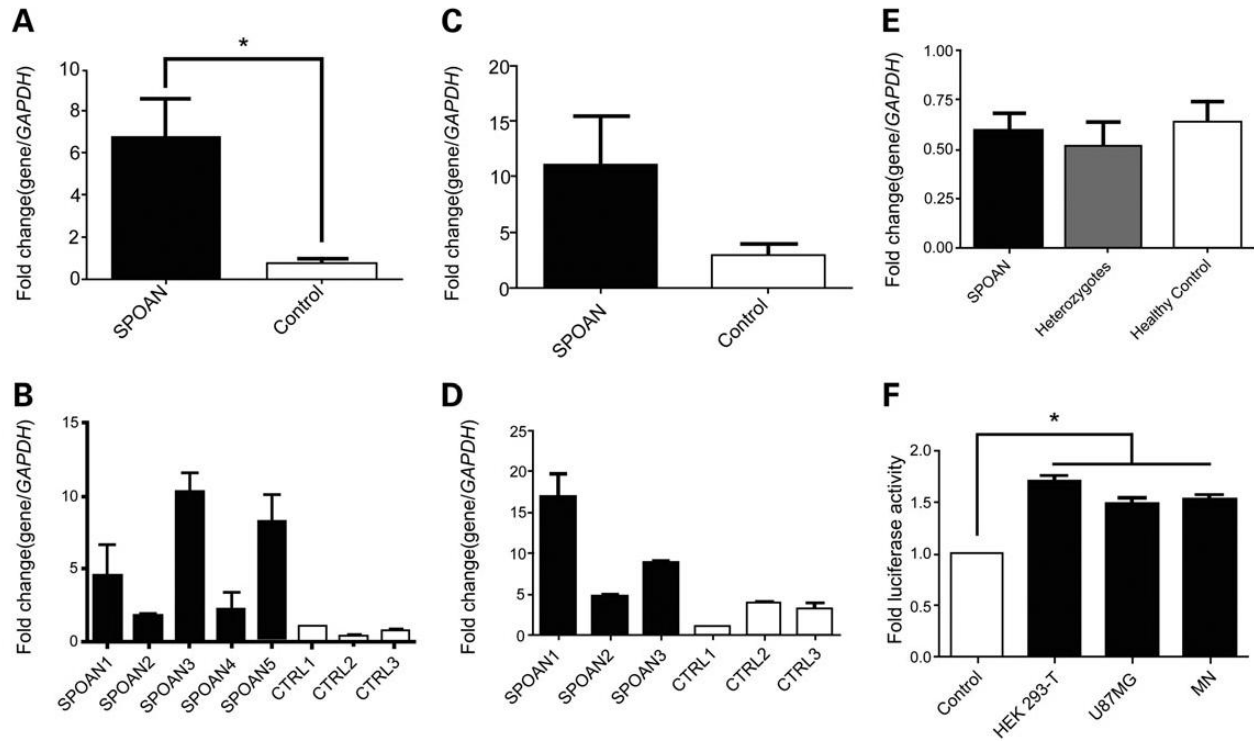 A
Fold change(gene/GAPDH)
10
8
6
4
2
0
*
SPOAN
Control
C
Fold change(gene/GAPDH)
20
15
10
5
0
SPOAN
Control
E
Fold change(gene/GAPDH)
1.00
0.75
0.50
0.25
0.00
SPOAN
Heterozygotes
Healthy Control
B
Fold change(gene/GAPDH)
15
10
5
0
SPOAN1
SPOAN2
SPOAN3
SPOAN4
SPOAN5
CTRL1
CTRL2
CTRL3
D
Fold change(gene/GAPDH)
25
20
15
10
5
0
SPOAN1
SPOAN2
SPOAN3
CTRL1
CTRL2
CTRL3
F
Fold luciferase activity
2.0
1.5
1.0
0.5
0.0
*
Control
HEK 293-T
U87MG
MN